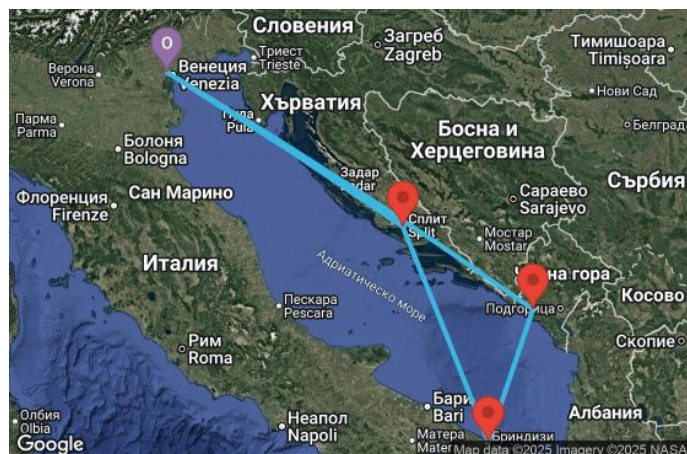 Словения
Загреб
Zagreb
Тимишоара
Timișoara
Триест
Trieste
Верона
Verona
Венеция
Venezia
O
Нови Сад
Хърватия
Pula
Парма
Parma
Белград
Болоня
Bologna
Босна и
Херцеговина
Задар
Сърбия
Флоренция
Firenze
Сан Марино
Сараево
Sarajevo
Сплит
Split
Мостар
Mostar
Италия
Адриатическо море
на гора
Косово
Пескара
Pescara
Подгорица
Скопие
Рим
Roma
Бари
Bari
Албания
Олбия
Olbia
Неапол
Napoli
Матера
Бриндизи
Google
Map data ©2025 Imagery ©2025 NASA